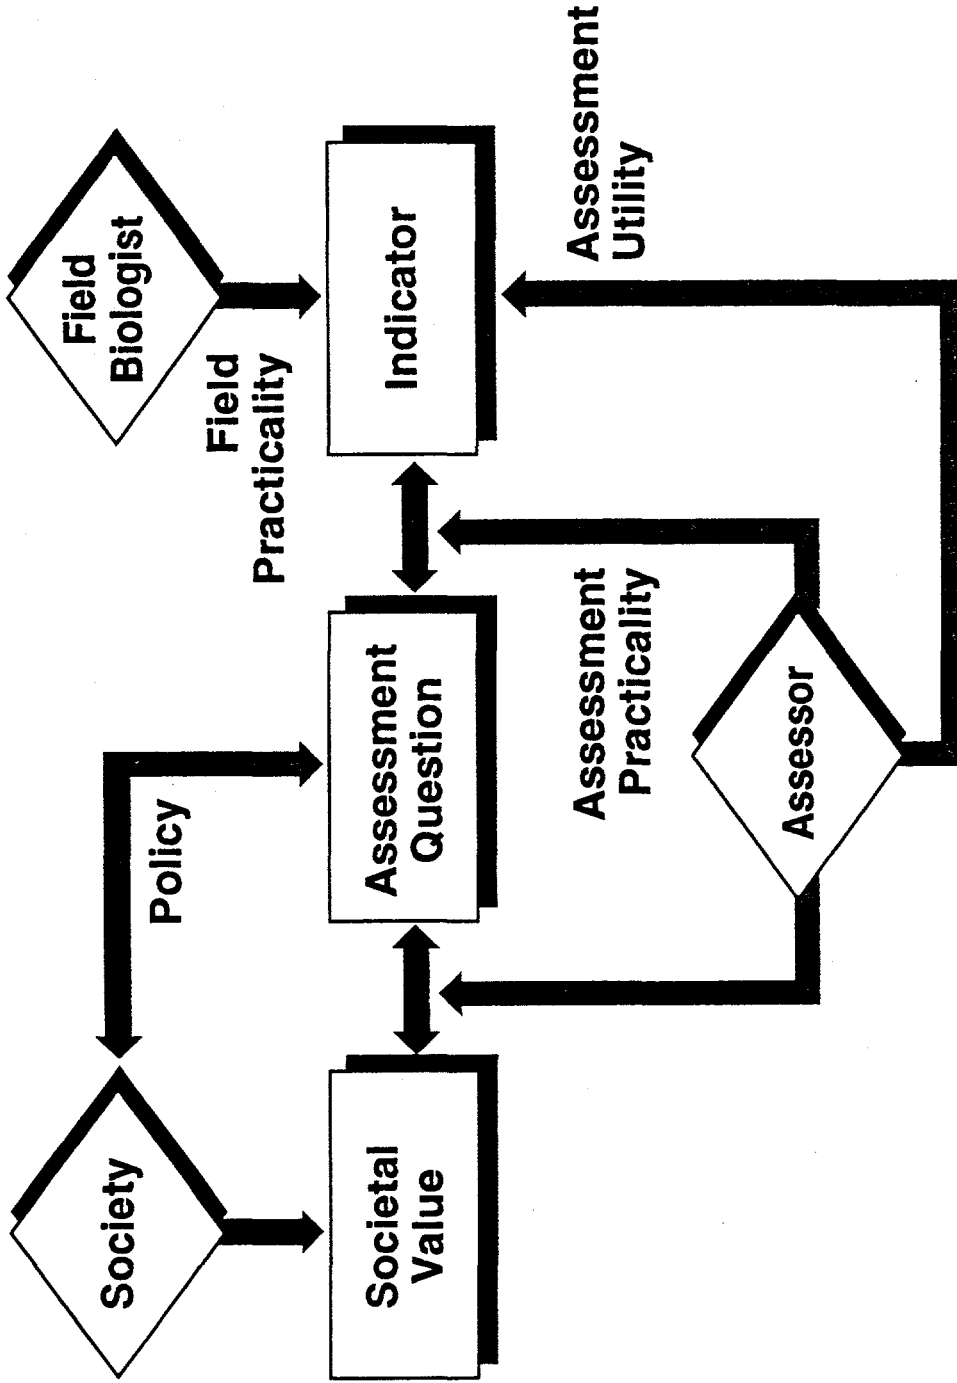 Society
Field
Biologist
Policy
Field
Practicality
Societal
Value
Assessment
Question
Indicator
Assessment
Practicality
Assessment
Utility
Assessor